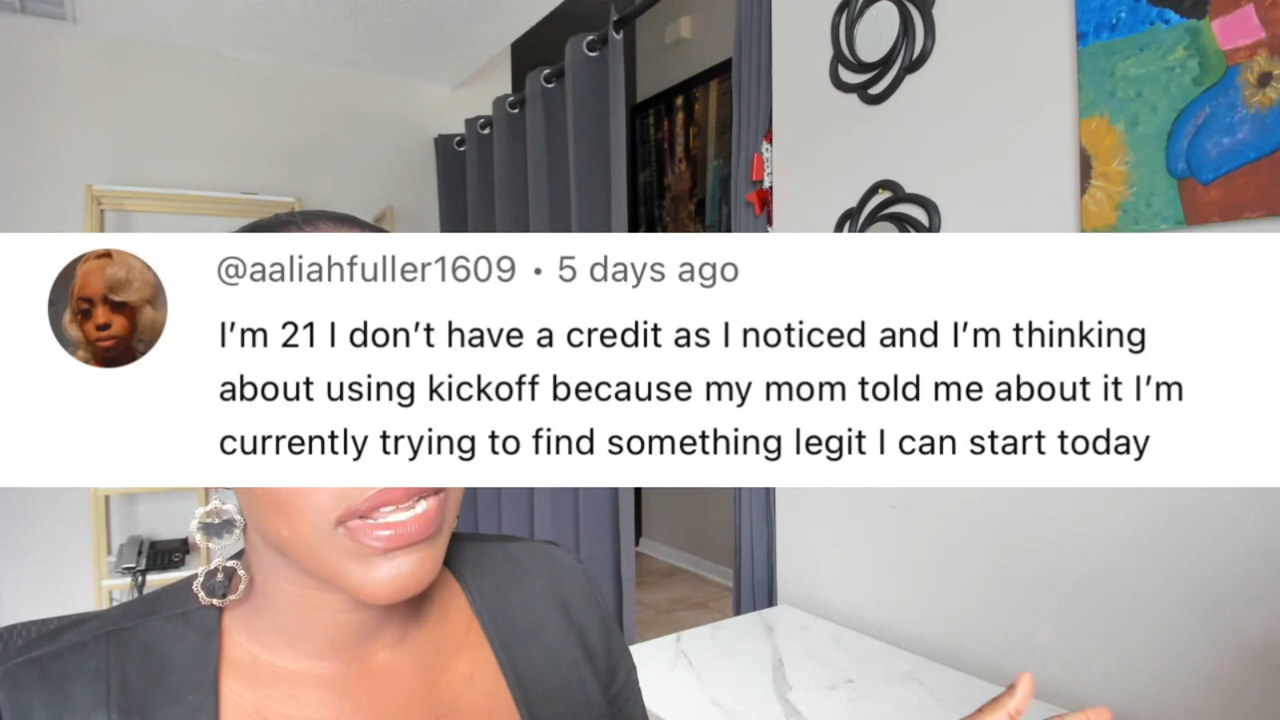 @aaliahfuller1609 • 5 days ago
I’m 21 I don’t have a credit as I noticed and I’m thinking
about using kickoff because my mom told me about it I’m
currently trying to find something legit I can start today